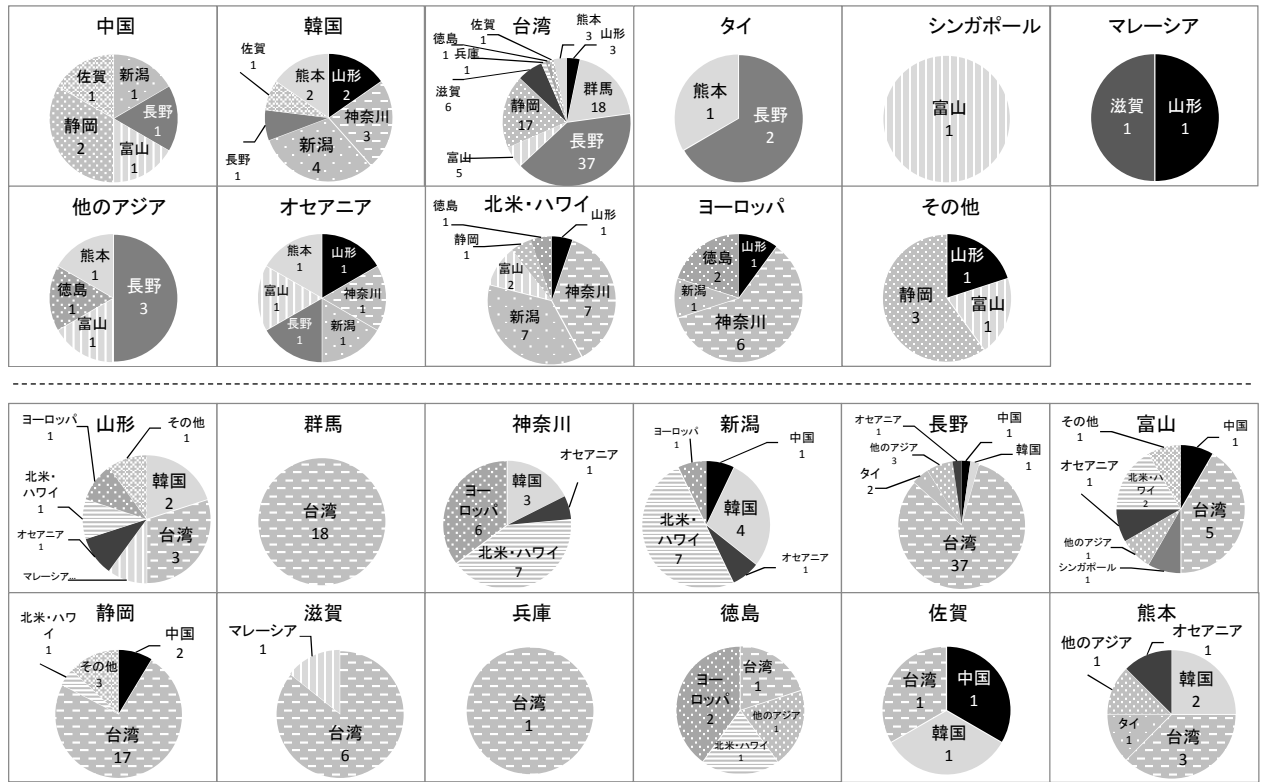 中国
佐賀
1
新潟
1
長野
1
富山
1
静岡
2
韓国
佐賀
1
熊本
2
山形
2
神奈川
3
新潟
4
長野
1
台湾
佐賀
1
熊本
3
山形
3
徳島
1
兵庫
1
滋賀
6
群馬
18
静岡
17
長野
37
富山
5
タイ
熊本
1
長野
2
シンガポール
富山
1
マレーシア
滋賀
1
山形
1
他のアジア
熊本
1
長野
3
徳島
1
富山
1
オセアニア
熊本
1
山形
1
神奈川
1
富山
1
長野
1
新潟
1
北米・ハワイ
徳島
1
山形
1
静岡
1
富山
2
神奈川
7
新潟
7
ヨーロッパ
山形
1
徳島
2
新潟
1
神奈川
6
その他
山形
1
静岡
3
富山
1
山形
ヨーロッパ
1
その他
1
北米・
ハワイ
1
韓国
2
オセアニア
1
台湾
3
マレーシア...
群馬
台湾
18
神奈川
オセアニア
1
韓国
3
ヨー
ロッパ
6
北米・ハワイ
7
新潟
ヨーロッパ
1
中国
1
韓国
4
北米・
ハワイ
7
オセアニア
1
長野
オセアニア
1
中国
1
他のアジア
3
韓国
1
タイ
2
台湾
37
富山
その他
1
中国
1
オセアニア
1
北米・ハ
ワイ
2
台湾
5
他のアジア
1
シンガポール
1
静岡
北米・ハワ
イ
1
中国
2
その他
3
台湾
17
滋賀
マレーシア
1
台湾
6
兵庫
台湾
1
徳島
ヨー
ロッパ
2
台湾
1
他のアジア
1
北米・ハワイ
1
佐賀
台湾
1
中国
1
韓国
1
熊本
他のアジア
1
オセアニア
1
韓国
2
タイ
1
台湾
3